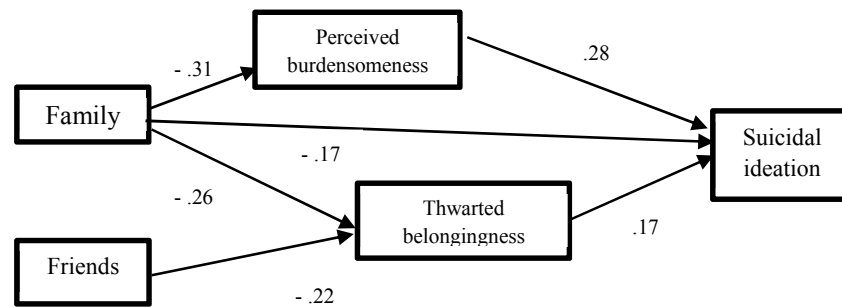 Perceived
burdensomeness
.28
- .31
Family
Suicidal
ideation
- .17
- .26
Thwarted
belongingness
.17
Friends
- .22